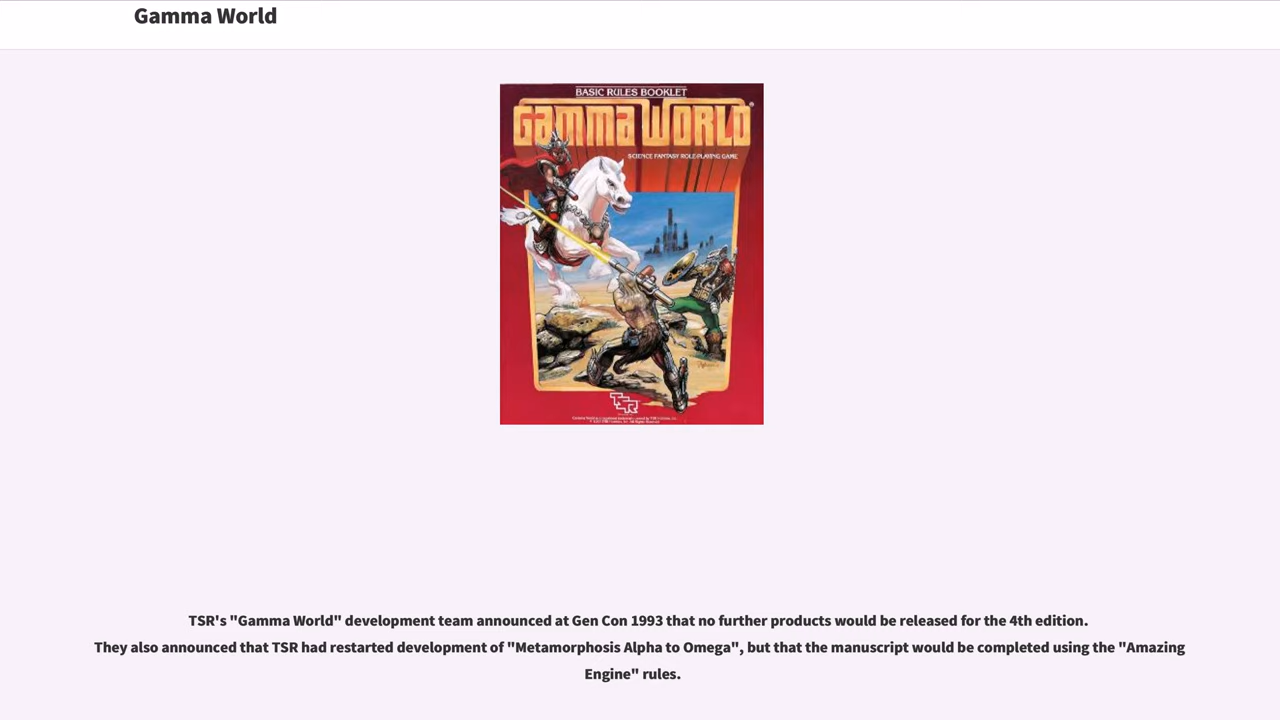 Gamma World
BASIC RULES BOOKLET
GAMMA WORLD®
SCIENCE FANTASY ROLE-PLAYING GAME
TSR
TSR's "Gamma World" development team announced at Gen Con 1993 that no further products would be released for the 4th edition.
They also announced that TSR had restarted development of "Metamorphosis Alpha to Omega", but that the manuscript would be completed using the "Amazing
Engine" rules.